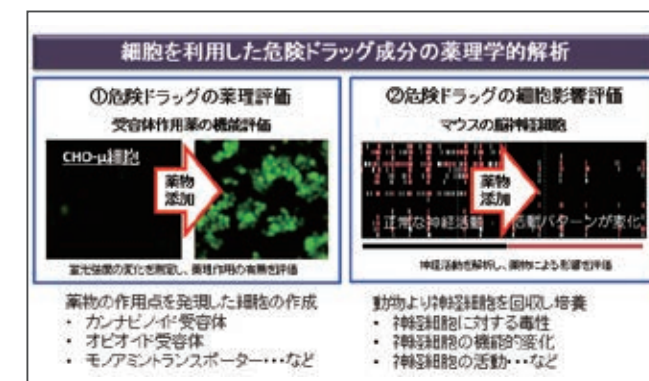 細胞を利用した危険ドラッグ成分の薬理学的解析
①危険ドラッグの薬理評価
受容体作用薬の機能評価
CHO-μ細胞
薬物
添加
蛍光強度の変化を測定し、薬理作用の有無を評価
薬物の作用点を発現した細胞の作成
・ カンナビノイド受容体
・ オピオイド受容体
・ モノアミントランスポーター・・・など
②危険ドラッグの細胞影響評価
マウスの脳神経細胞
薬物
添加
正常な神経活動
活動パターンが変化
神経活動を解析し、薬物による影響を評価
動物より神経細胞を回収し培養
・ 神経細胞に対する毒性
・ 神経細胞の機能的変化
・ 神経細胞の活動・・・など